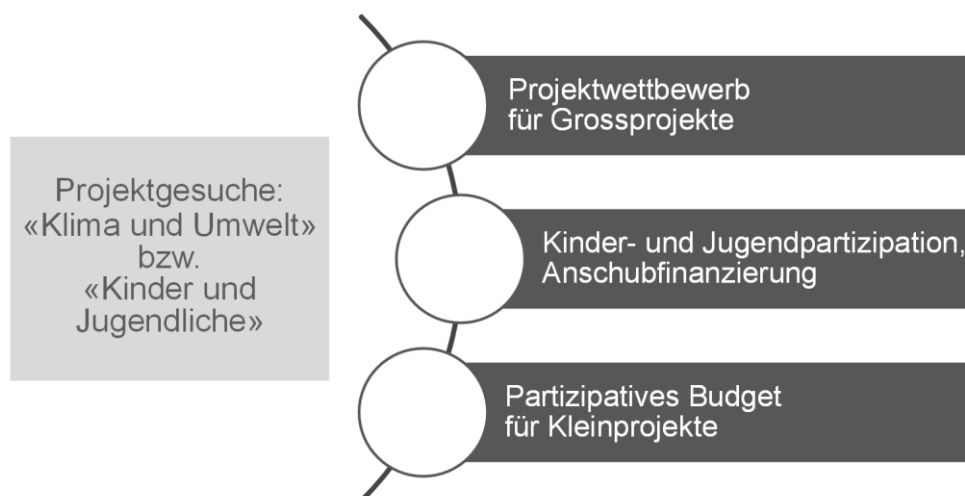 Projektgesuche:
«Klima und Umwelt»
bzw.
«Kinder und
Jugendliche»
Projektwettbewerb
für Grossprojekte
Kinder- und Jugendpartizipation,
Anschubfinanzierung
Partizipatives Budget
für Kleinprojekte